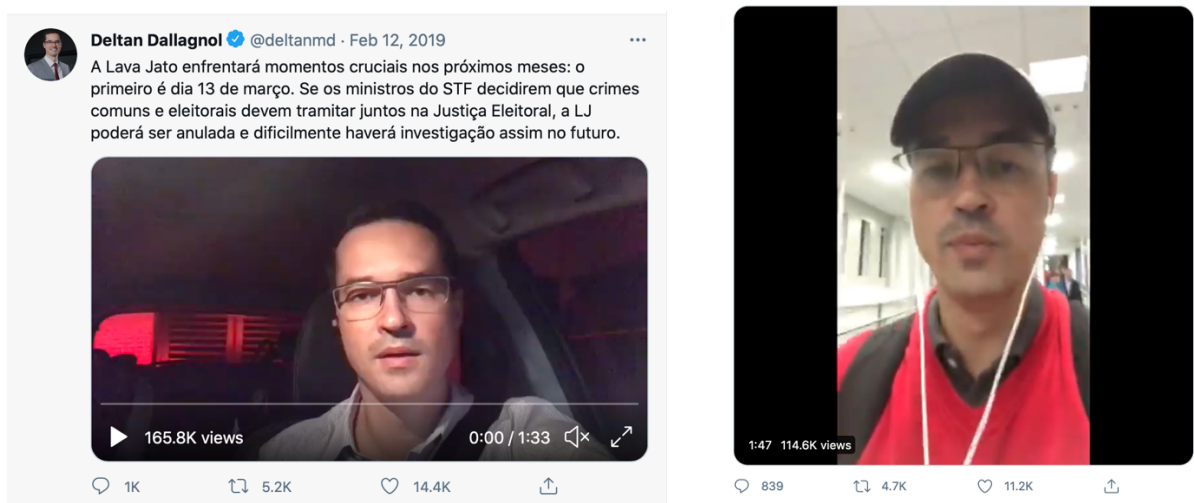 Deltan Dallagnol @deltanmd · Feb 12, 2019
A Lava Jato enfrentará momentos cruciais nos próximos meses: o
primeiro é dia 13 de março. Se os ministros do STF decidirem que crimes
comuns e eleitorais devem tramitar juntos na Justiça Eleitoral, a LJ
poderá ser anulada e dificilmente haverá investigação assim no futuro.
165.8K views 0:00 / 1:33
1K 5.2K 14.4K
1:47 114.6K views
839 4.7K 11.2K